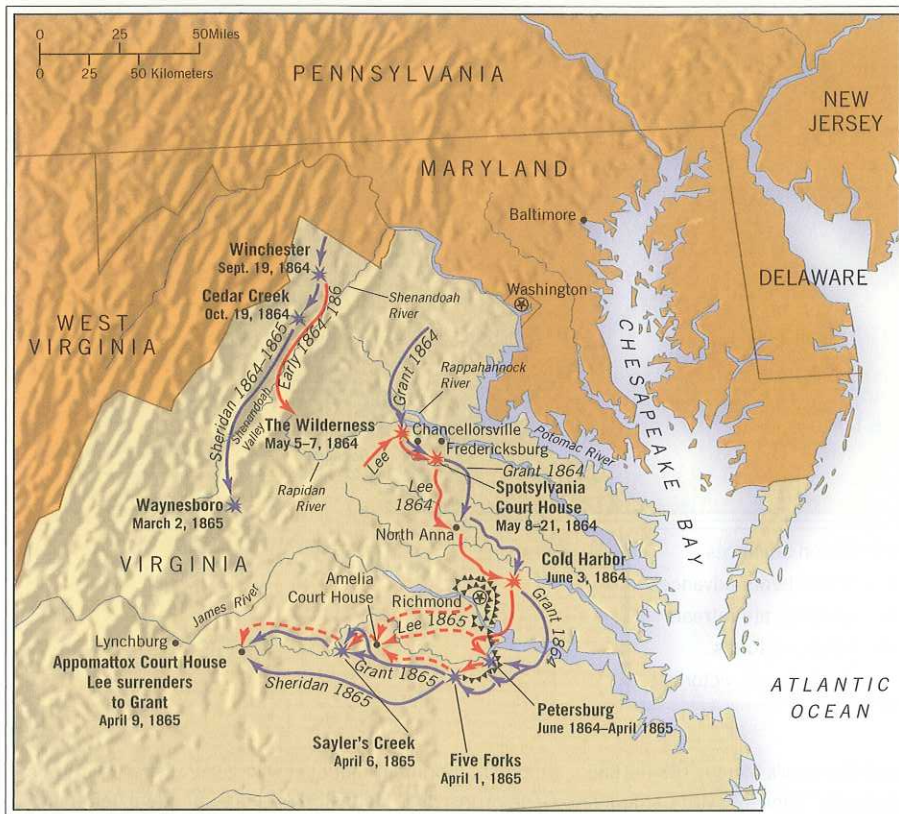 0 25 50 Miles
0 25 50 Kilometers
PENNSYLVANIA
NEW
JERSEY
MARYLAND
Baltimore
DELAWARE
Washington
WEST
VIRGINIA
Winchester
Sept. 19, 1864
Cedar Creek
Oct. 19, 1864
Shenandoah
River
Sheridan 1864–1865
Early 1864–186
Shenandoah
Valley
Grant 1864
Rappahannock
River
CHESAPEAKE BAY
The Wilderness
May 5–7, 1864
Chancellorsville
Fredericksburg
Potomac River
Lee
Grant 1864
Rapidan
River
Lee
1864
Spotsylvania
Court House
May 8–21, 1864
Waynesboro
March 2, 1865
North Anna
VIRGINIA
Cold Harbor
June 3, 1864
James River
Amelia
Court House
Richmond
Grant 1864
Lee 1865
Lynchburg
Appomattox Court House
Lee surrenders
to Grant
April 9, 1865
Grant 1865
Sheridan 1865
Petersburg
June 1864–April 1865
Sayler's Creek
April 6, 1865
Five Forks
April 1, 1865
ATLANTIC
OCEAN